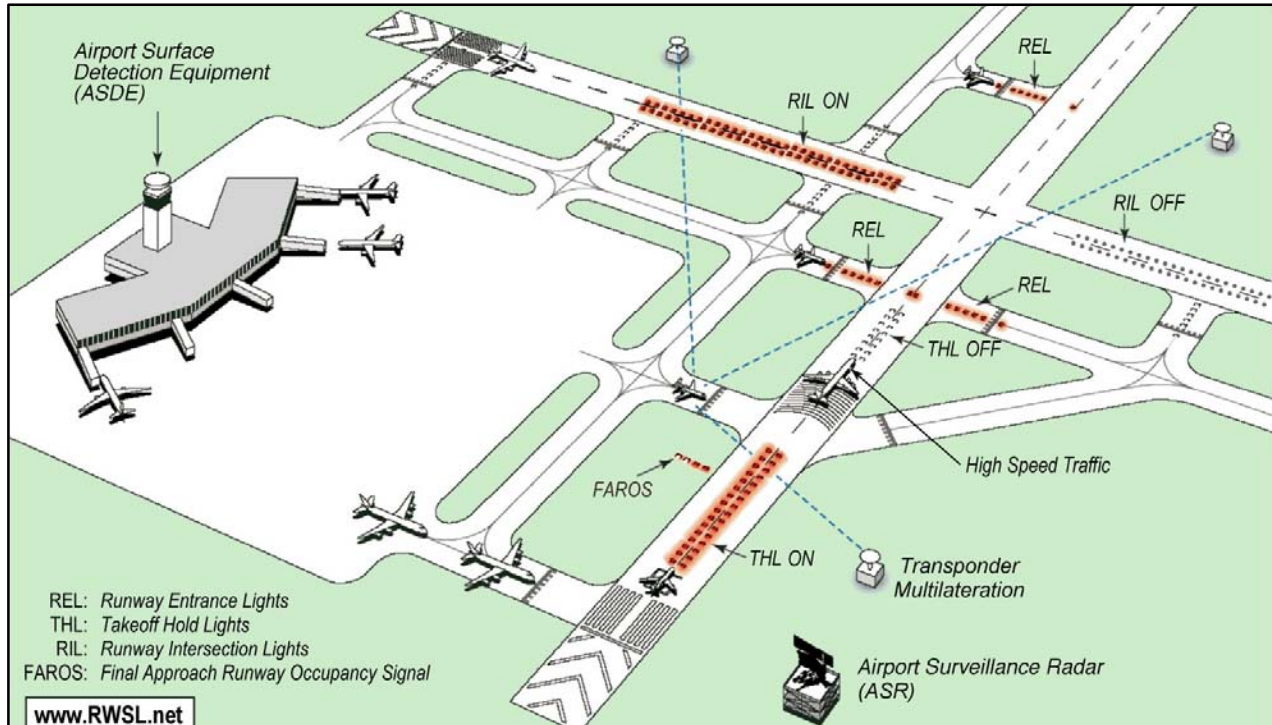 Airport Surface
Detection Equipment
(ASDE)
REL
RIL ON
RIL OFF
REL
REL
THL OFF
High Speed Traffic
FAROS
THL ON
Transponder
Multilateration
REL: Runway Entrance Lights
THL: Takeoff Hold Lights
RIL: Runway Intersection Lights
FAROS: Final Approach Runway Occupancy Signal
Airport Surveillance Radar
(ASR)
www.RWSL.net